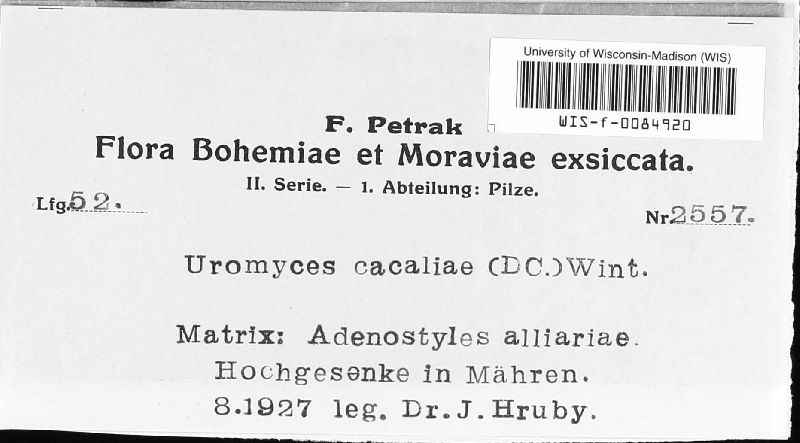 University of Wisconsin-Madison (WIS)
WIS-f-0084920
F. Petrak
Flora Bohemiae et Moraviae exsiccata.
II. Serie. — 1. Abteilung: Pilze.
Lfg. 52.
Nr. 2557.
Uromyces cacaliae (DC.) Wint.
Matrix: Adenostyles alliariae.
Hochgesenke in Mähren.
8.1927 leg. Dr. J. Hruby.